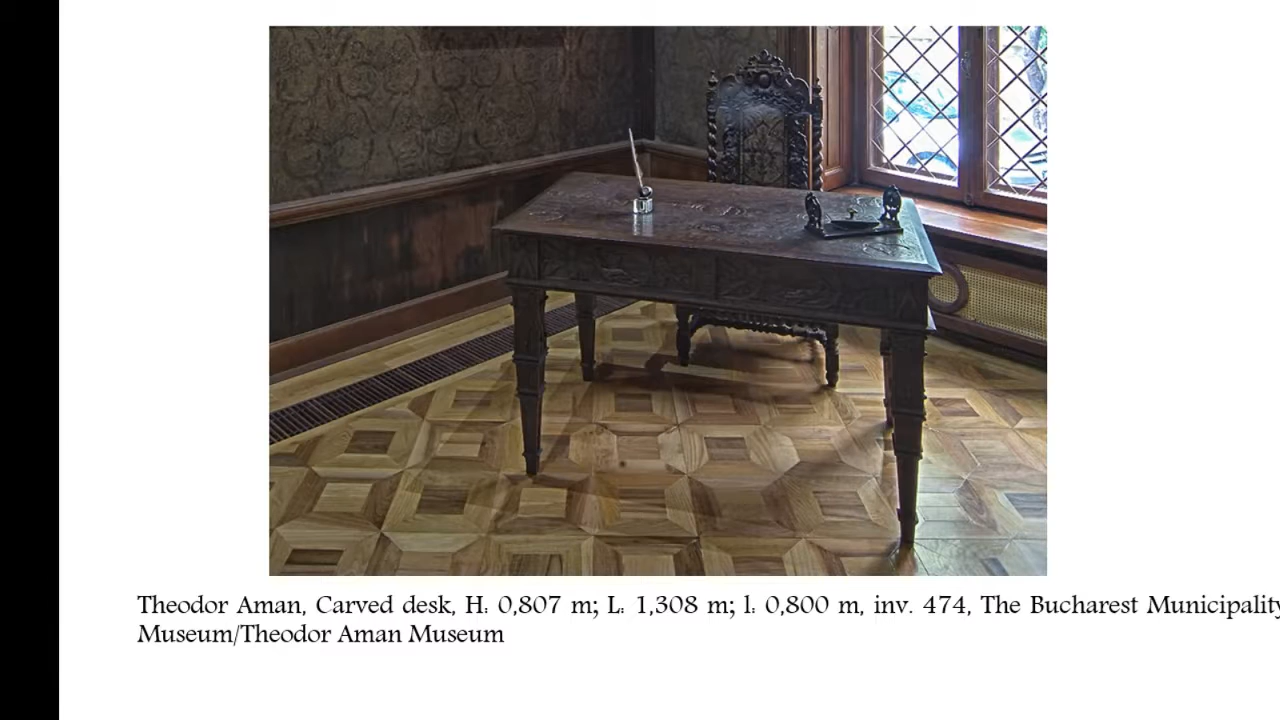 Theodor Aman, Carved desk, H: 0,807 m; L: 1,308 m; l: 0,800 m, inv. 474, The Bucharest Municipality
Museum/Theodor Aman Museum